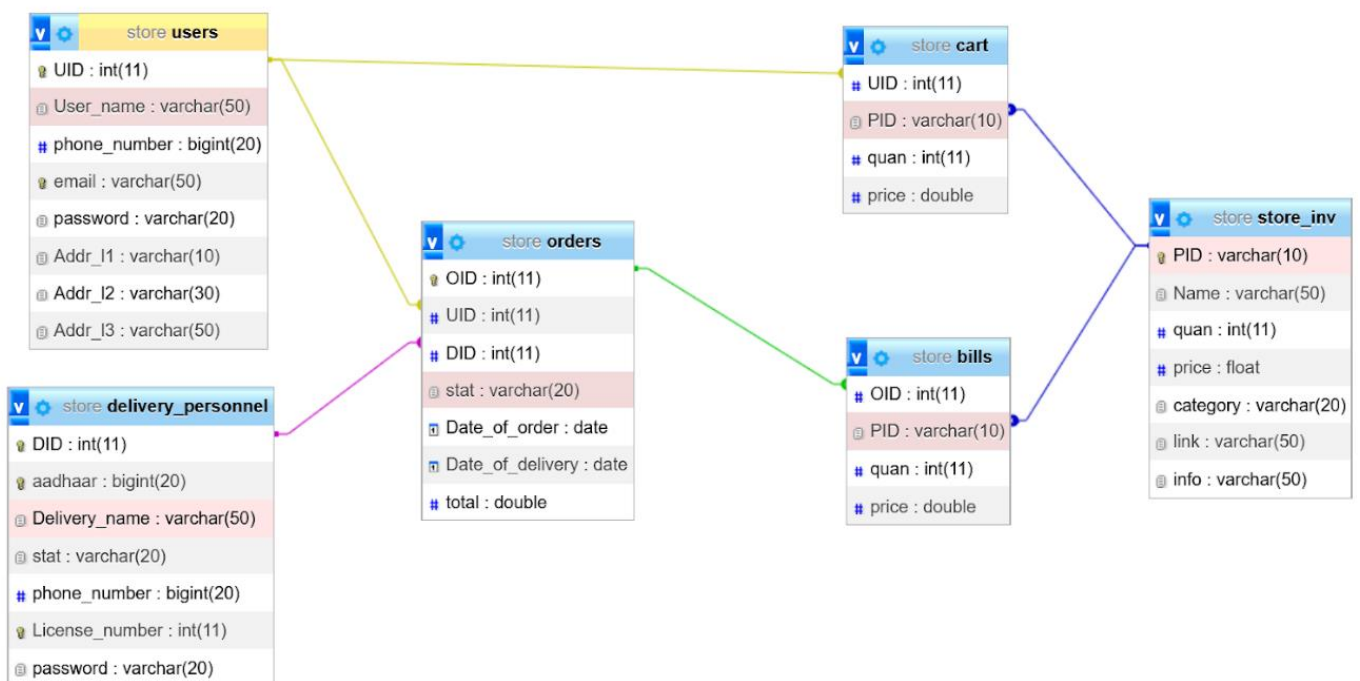 store users
UID : int(11)
User_name : varchar(50)
phone_number : bigint(20)
email : varchar(50)
password : varchar(20)
Addr_l1 : varchar(10)
Addr_l2 : varchar(30)
Addr_l3 : varchar(50)
store delivery_personnel
DID : int(11)
aadhaar : bigint(20)
Delivery_name : varchar(50)
stat : varchar(20)
phone_number : bigint(20)
License_number : int(11)
password : varchar(20)
store orders
OID : int(11)
UID : int(11)
DID : int(11)
stat : varchar(20)
Date_of_order : date
Date_of_delivery : date
total : double
store cart
UID : int(11)
PID : varchar(10)
quan : int(11)
price : double
store bills
OID : int(11)
PID : varchar(10)
quan : int(11)
price : double
store store_inv
PID : varchar(10)
Name : varchar(50)
quan : int(11)
price : float
category : varchar(20)
link : varchar(50)
info : varchar(50)